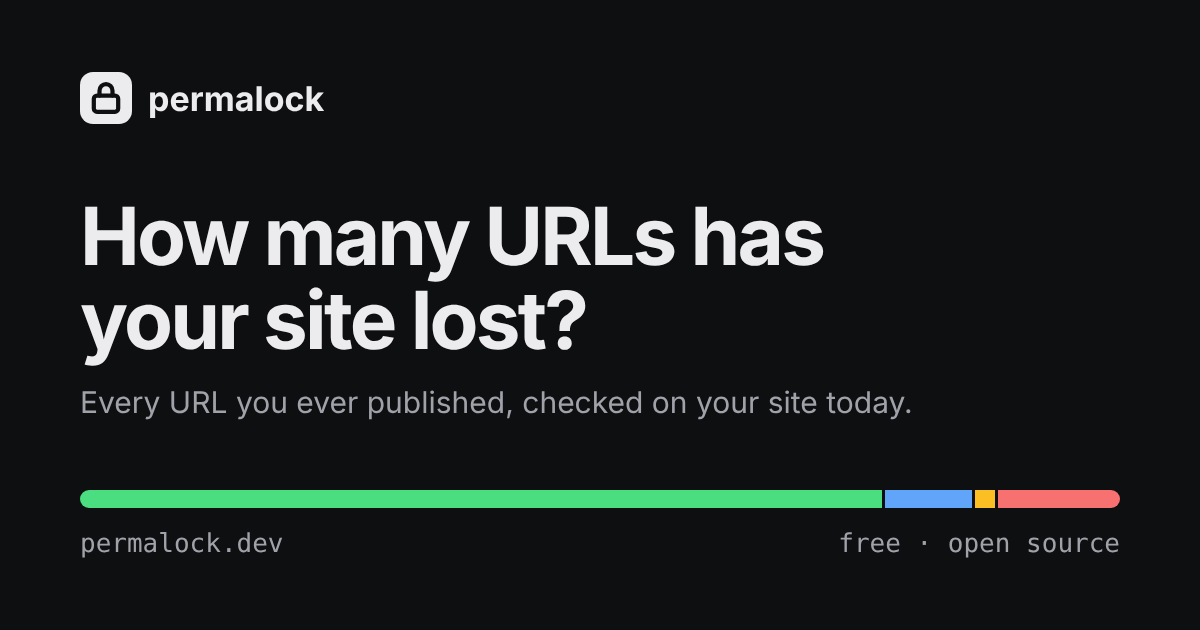 permalock
How many URLs has
your site lost?
Every URL you ever published, checked on your site today.
permalock.dev
free · open source